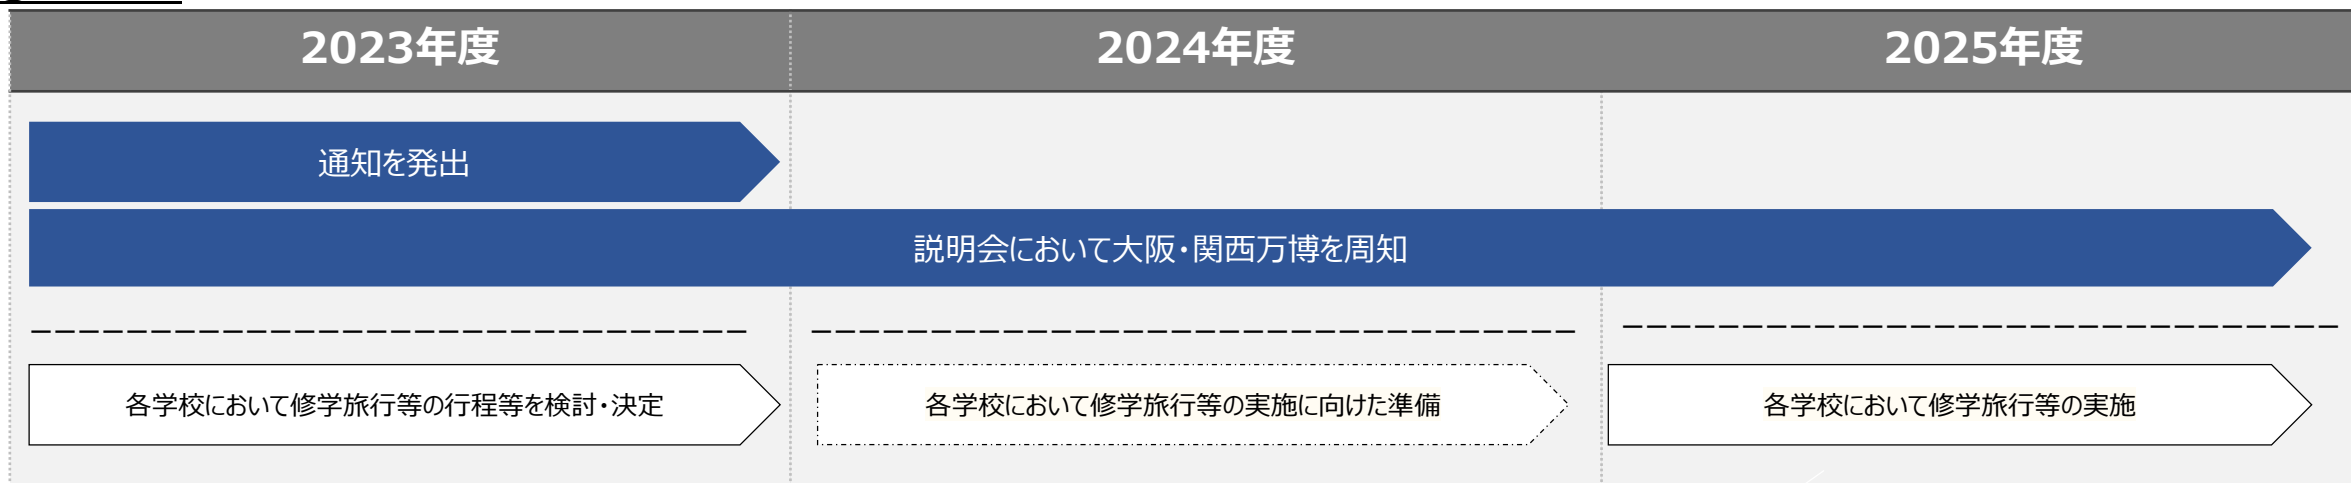 2023年度
2024年度
2025年度
通知を発出
説明会において大阪・関西万博を周知
各学校において修学旅行等の行程等を検討・決定
各学校において修学旅行等の実施に向けた準備
各学校において修学旅行等の実施